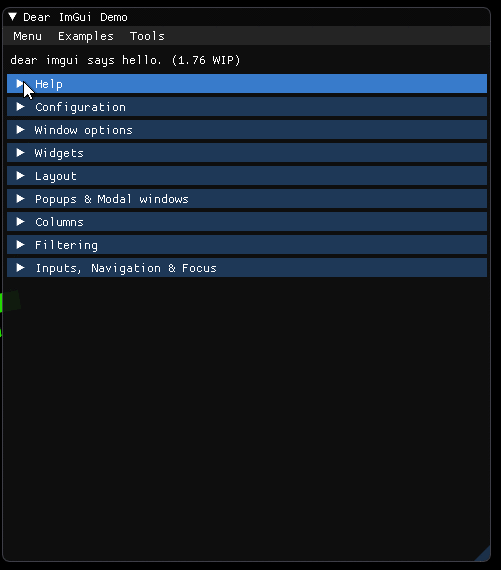 Dear ImGui Demo
Menu Examples Tools
dear imgui says hello. (1.76 WIP)
Help
Configuration
Window options
Widgets
Layout
Popups & Modal windows
Columns
Filtering
Inputs, Navigation & Focus